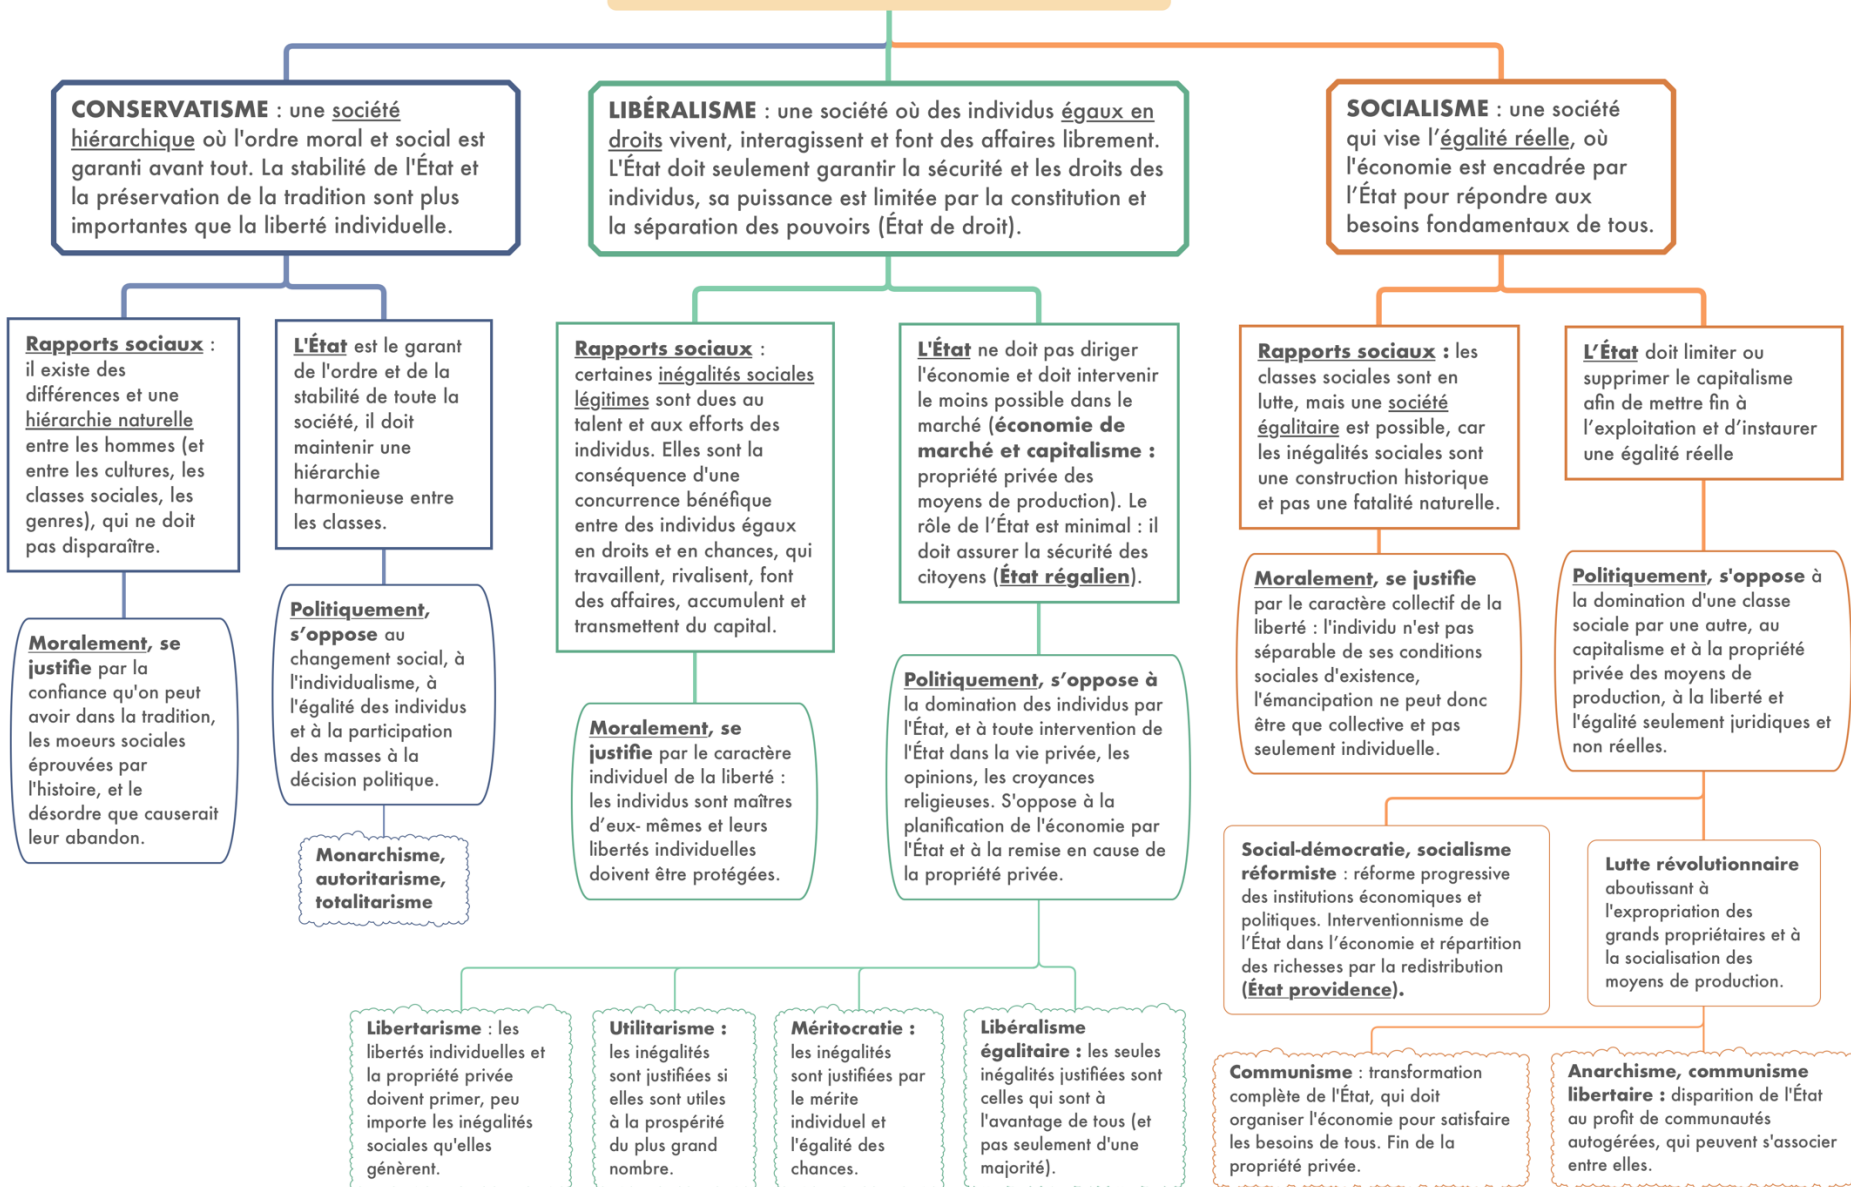 CONSERVATISME : une société
hiérarchique où l'ordre moral et social est
garanti avant tout. La stabilité de l'État et
la préservation de la tradition sont plus
importantes que la liberté individuelle.
LIBÉRALISME : une société où des individus égaux en
droits vivent, interagissent et font des affaires librement.
L'État doit seulement garantir la sécurité et les droits des
individus, sa puissance est limitée par la constitution et
la séparation des pouvoirs (État de droit).
SOCIALISME : une société
qui vise l’égalité réelle, où
l'économie est encadrée par
l’État pour répondre aux
besoins fondamentaux de tous.
Rapports sociaux :
il existe des
différences et une
hiérarchie naturelle
entre les hommes (et
entre les cultures, les
classes sociales, les
genres), qui ne doit
pas disparaître.
L'État est le garant
de l'ordre et de la
stabilité de toute la
société, il doit
maintenir une
hiérarchie
harmonieuse entre
les classes.
Rapports sociaux :
certaines inégalités sociales
légitimes sont dues au
talent et aux efforts des
individus. Elles sont la
conséquence d'une
concurrence bénéfique
entre des individus égaux
en droits et en chances, qui
travaillent, rivalisent, font
des affaires, accumulent et
transmettent du capital.
L'État ne doit pas diriger
l'économie et doit intervenir
le moins possible dans le
marché (économie de
marché et capitalisme :
propriété privée des
moyens de production). Le
rôle de l’État est minimal : il
doit assurer la sécurité des
citoyens (État régalien).
Rapports sociaux : les
classes sociales sont en
lutte, mais une société
égalitaire est possible, car
les inégalités sociales sont
une construction historique
et pas une fatalité naturelle.
L’État doit limiter ou
supprimer le capitalisme
afin de mettre fin à
l’exploitation et d’instaurer
une égalité réelle
Moralement, se
justifie par la
confiance qu'on peut
avoir dans la tradition,
les moeurs sociales
éprouvées par
l'histoire, et le
désordre que causerait
leur abandon.
Politiquement,
s’oppose au
changement social, à
l'individualisme, à
l'égalité des individus
et à la participation
des masses à la
décision politique.
Monarchisme,
autoritarisme,
totalitarisme
Moralement, se
justifie par le caractère
individuel de la liberté :
les individus sont maîtres
d’eux- mêmes et leurs
libertés individuelles
doivent être protégées.
Politiquement, s’oppose à
la domination des individus par
l'État, et à toute intervention de
l'État dans la vie privée, les
opinions, les croyances
religieuses. S'oppose à la
planification de l'économie par
l'État et à la remise en cause de
la propriété privée.
Moralement, se justifie
par le caractère collectif de la
liberté : l'individu n'est pas
séparable de ses conditions
sociales d'existence,
l'émancipation ne peut donc
être que collective et pas
seulement individuelle.
Politiquement, s'oppose à
la domination d'une classe
sociale par une autre, au
capitalisme et à la propriété
privée des moyens de
production, à la liberté et
l'égalité seulement juridiques et
non réelles.
Social-démocratie, socialisme
réformiste : réforme progressive
des institutions économiques et
politiques. Interventionnisme de
l’État dans l’économie et répartition
des richesses par la redistribution
(État providence).
Lutte révolutionnaire
aboutissant à
l'expropriation des
grands propriétaires et à
la socialisation des
moyens de production.
Libertarisme : les
libertés individuelles et
la propriété privée
doivent primer, peu
importe les inégalités
sociales qu'elles
génèrent.
Utilitarisme :
les inégalités
sont justifiées si
elles sont utiles
à la prospérité
du plus grand
nombre.
Méritocratie :
les inégalités
sont justifiées par
le mérite
individuel et
l'égalité des
chances.
Libéralisme
égalitaire : les seules
inégalités justifiées sont
celles qui sont à
l'avantage de tous (et
pas seulement d'une
majorité).
Communisme : transformation
complète de l'État, qui doit
organiser l'économie pour satisfaire
les besoins de tous. Fin de la
propriété privée.
Anarchisme, communisme
libertaire : disparition de l'État
au profit de communautés
autogérées, qui peuvent s'associer
entre elles.